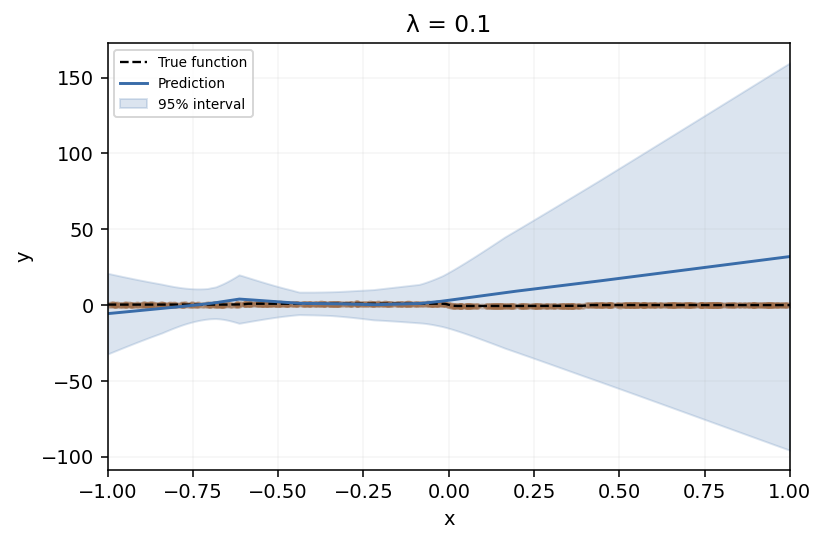 λ = 0.1
True function
Prediction
95% interval
150
100
50
0
−50
−100
y
−1.00 −0.75 −0.50 −0.25 0.00 0.25 0.50 0.75 1.00
x